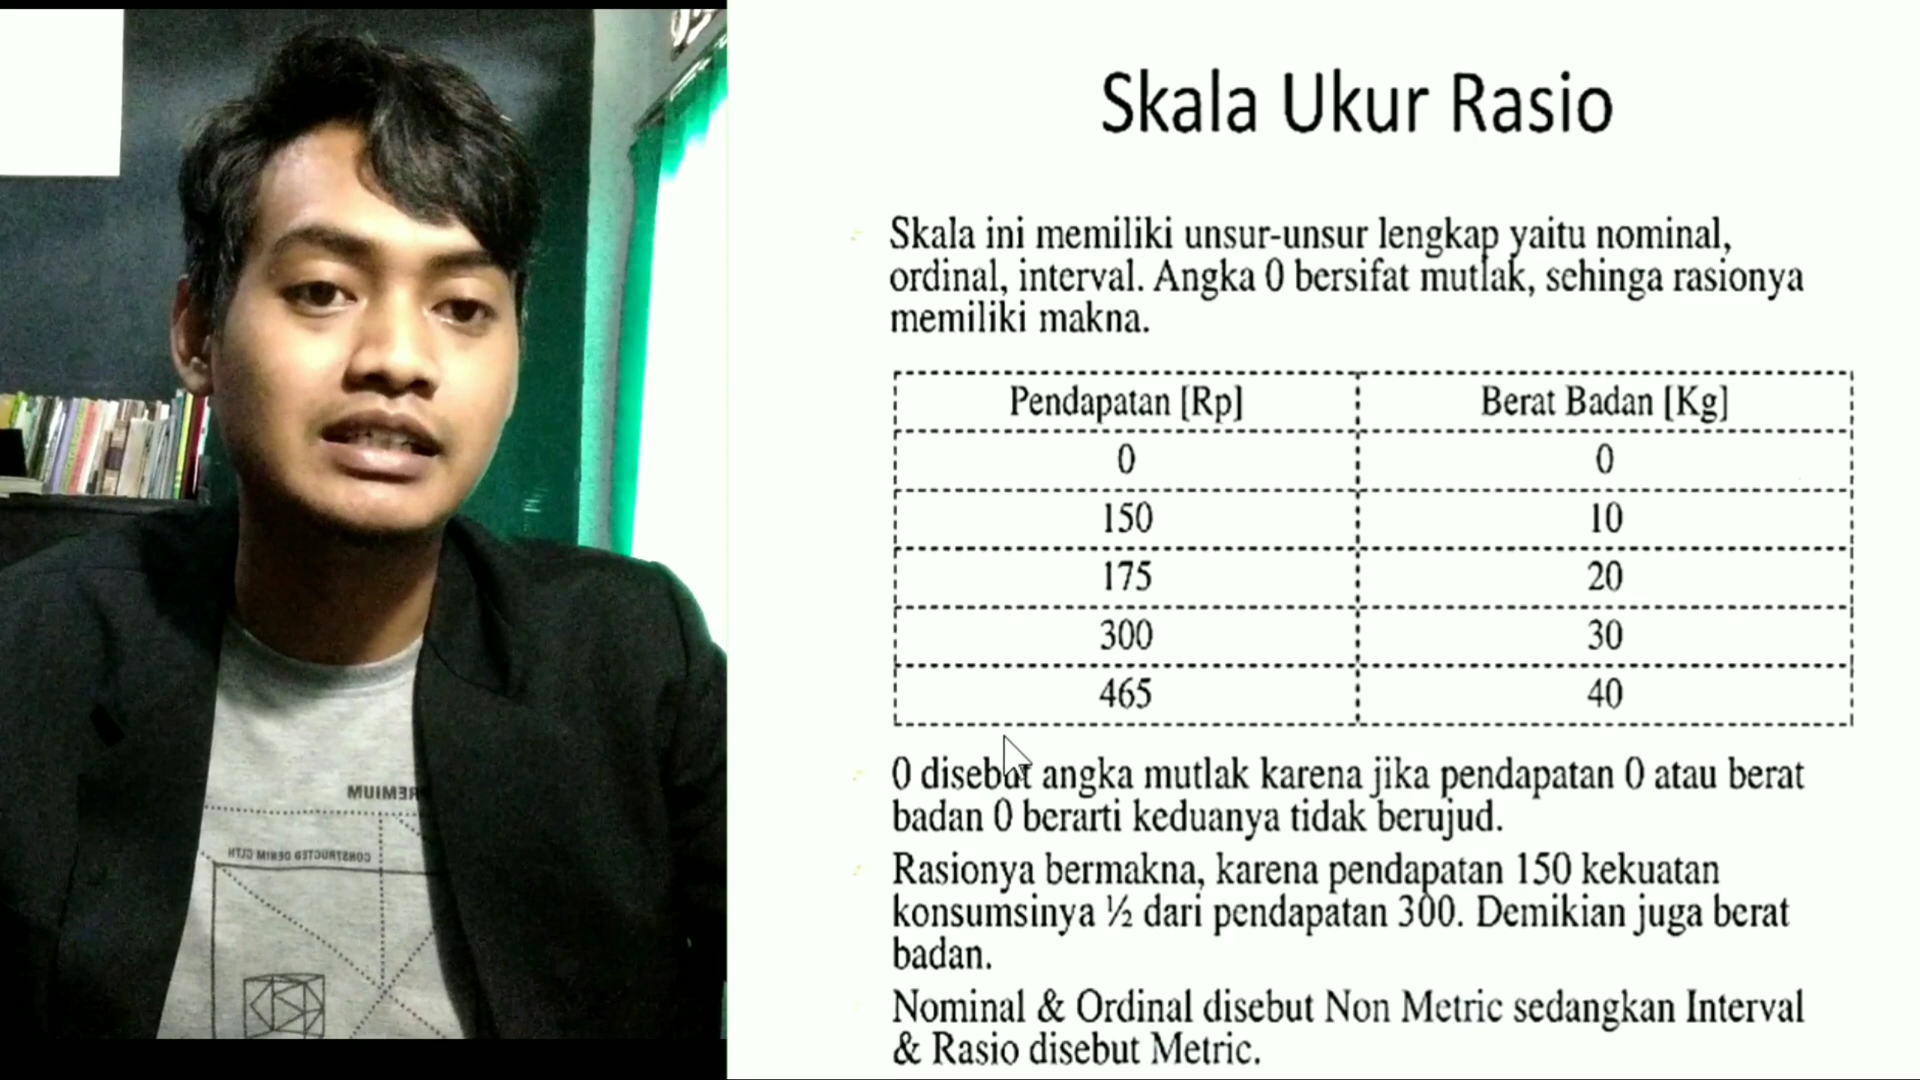 Skala Ukur Rasio
Skala ini memiliki unsur-unsur lengkap yaitu nominal,
ordinal, interval. Angka 0 bersifat mutlak, sehinga rasionya
memiliki makna.
Pendapatan [Rp] Berat Badan [Kg]
0 0
150 10
175 20
300 30
465 40
0 disebut angka mutlak karena jika pendapatan 0 atau berat
badan 0 berarti keduanya tidak berujud.
Rasionya bermakna, karena pendapatan 150 kekuatan
konsumsinya ½ dari pendapatan 300. Demikian juga berat
badan.
Nominal & Ordinal disebut Non Metric sedangkan Interval
& Rasio disebut Metric.
PREMIUM
CONSTRUCTED DENIM CLTH